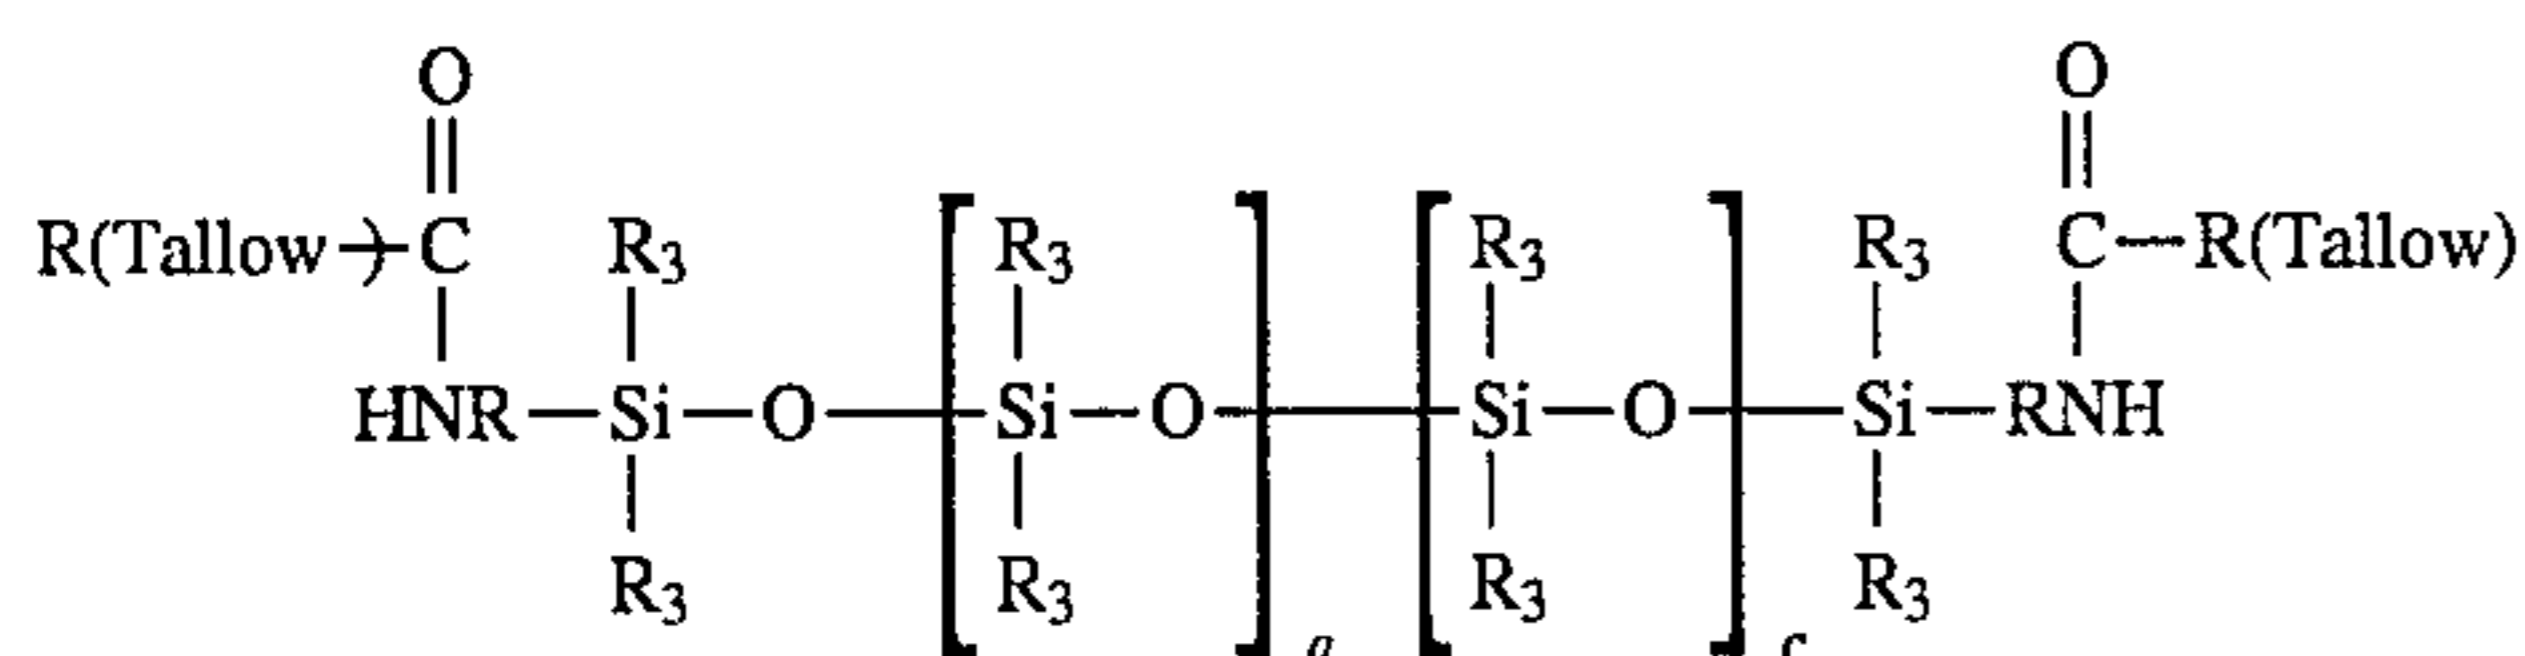 O O
R(Tallow)—C R3 R3 R3 R3 C—R(Tallow)
HNR—Si—O—[Si—O]—[Si—O]—Si—RNH
R3 R3 R3 R3